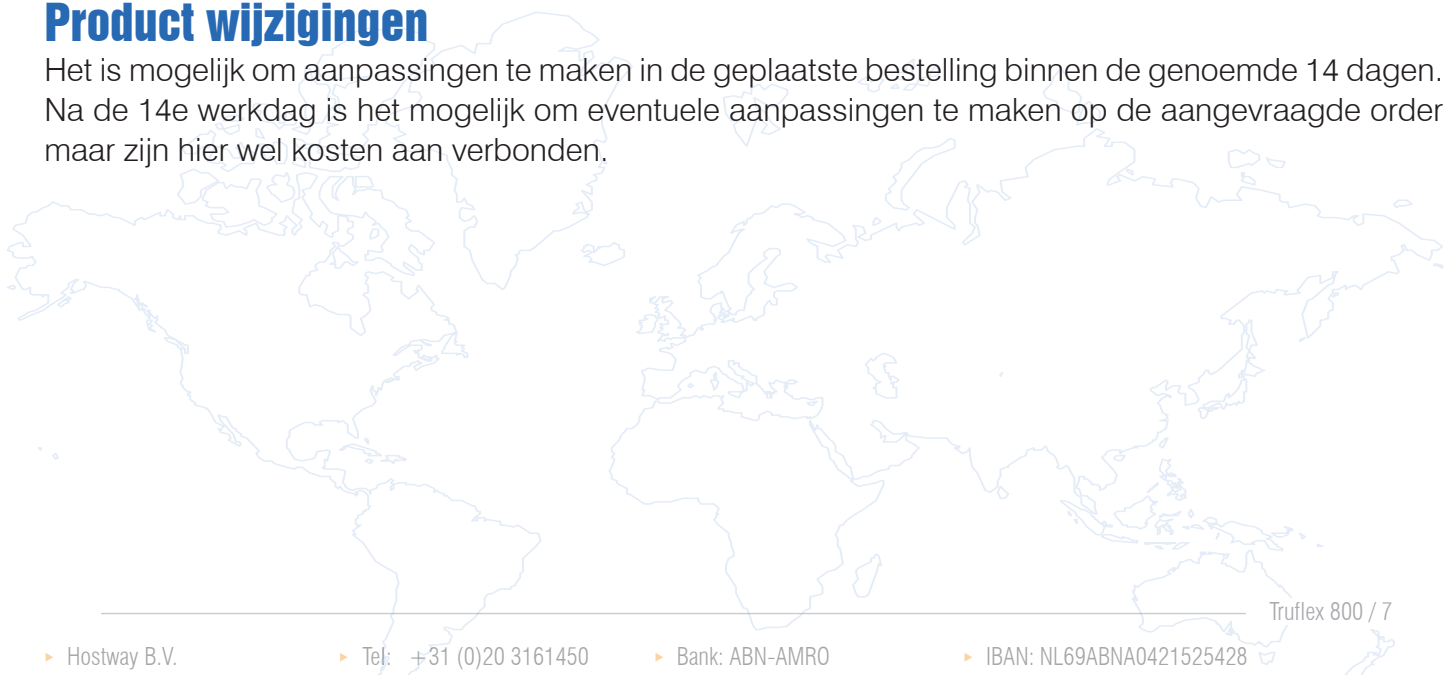 Product wijzigingen
Het is mogelijk om aanpassingen te maken in de geplaatste bestelling binnen de genoemde 14 dagen.
Na de 14e werkdag is het mogelijk om eventuele aanpassingen te maken op de aangevraagde order
maar zijn hier wel kosten aan verbonden.
Truflex 800 / 7
▸ Hostway B.V. ▸ Tel: +31 (0)20 3161450 ▸ Bank: ABN-AMRO ▸ IBAN: NL69ABNA0421525428